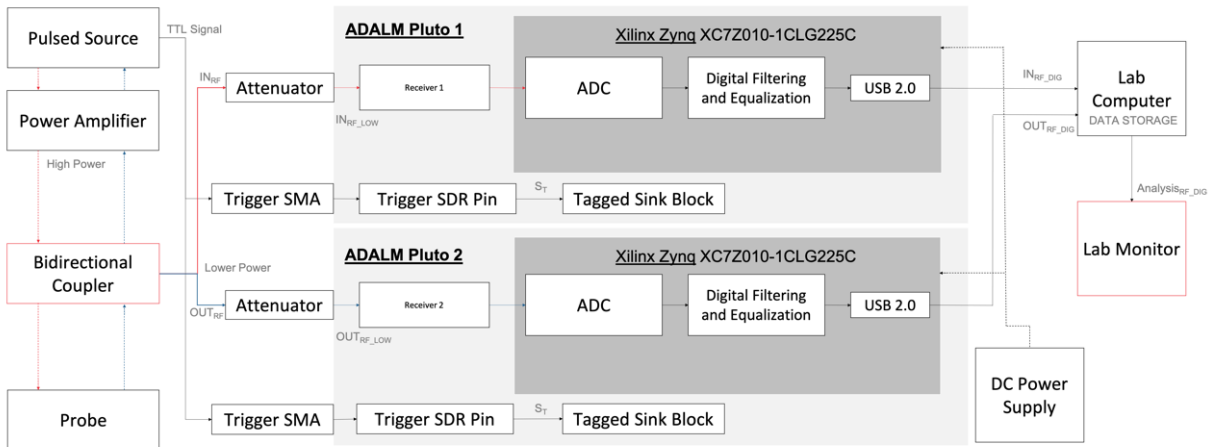 Pulsed Source
TTL Signal
Power Amplifier
High Power
Bidirectional
Coupler
Lower Power
Probe
IN_RF
Attenuator
IN_RF_LOW
ADALM Pluto 1
Receiver 1
Xilinx Zynq XC7Z010-1CLG225C
ADC
Digital Filtering
and Equalization
USB 2.0
Trigger SMA
Trigger SDR Pin
S_T
Tagged Sink Block
OUT_RF
Attenuator
OUT_RF_LOW
ADALM Pluto 2
Receiver 2
Xilinx Zynq XC7Z010-1CLG225C
ADC
Digital Filtering
and Equalization
USB 2.0
Trigger SMA
Trigger SDR Pin
S_T
Tagged Sink Block
IN_RF_DIG
OUT_RF_DIG
Lab
Computer
DATA STORAGE
Analysis_RF_DIG
Lab Monitor
DC Power
Supply